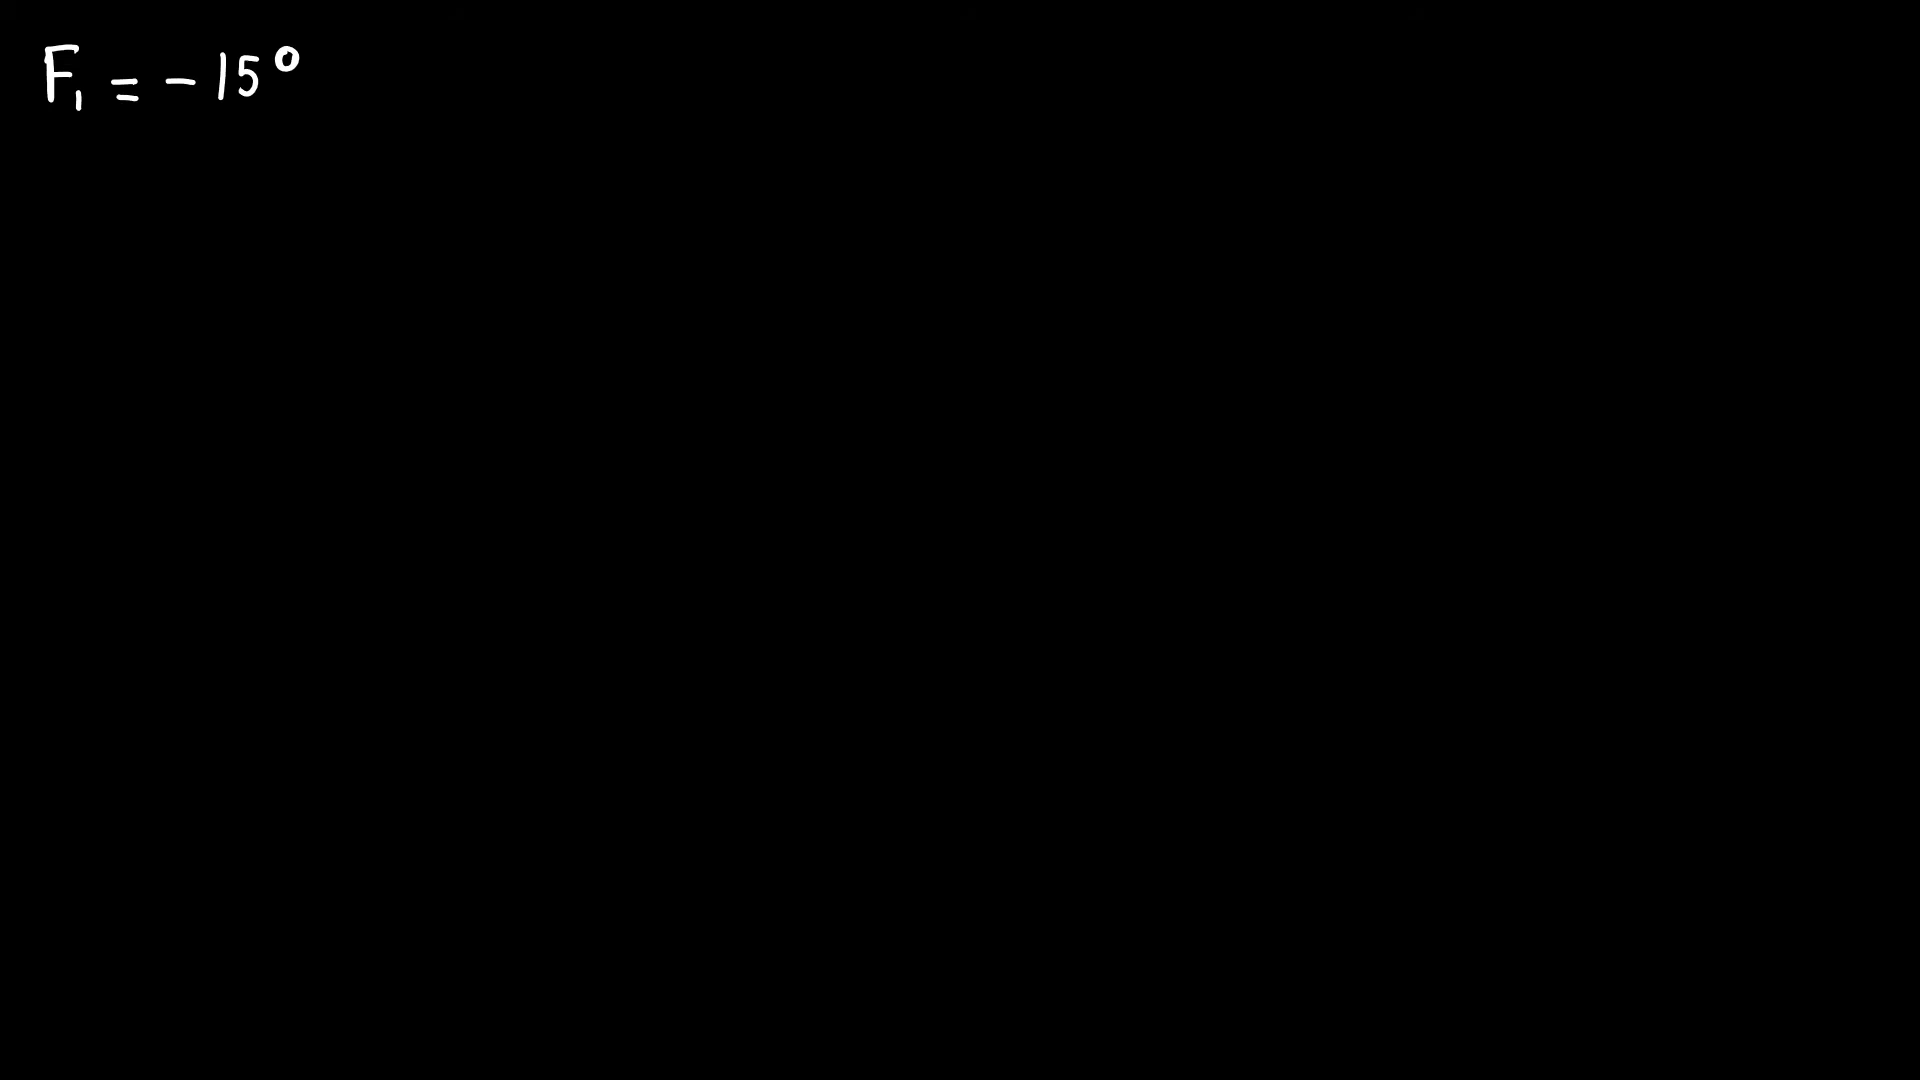 F₁ = - 15°